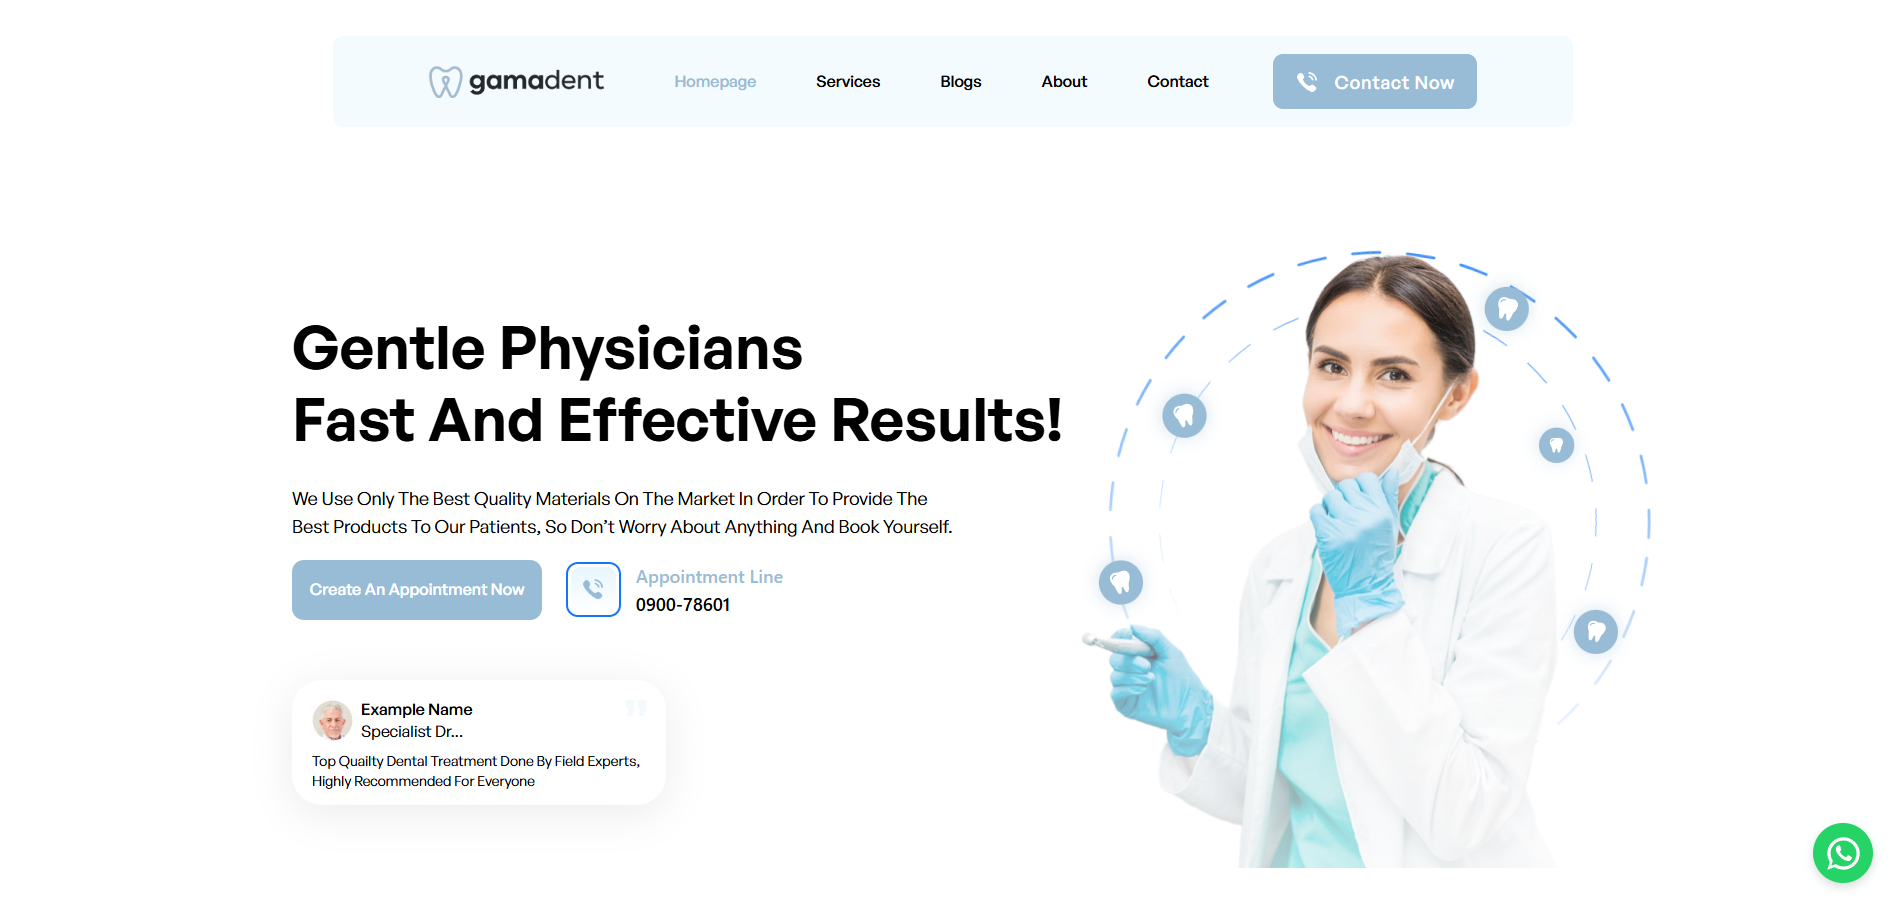 gamadent
Homepage
Services
Blogs
About
Contact
Contact Now
Gentle Physicians
Fast And Effective Results!
We Use Only The Best Quality Materials On The Market In Order To Provide The
Best Products To Our Patients, So Don’t Worry About Anything And Book Yourself.
Create An Appointment Now
Appointment Line
0900-78601
Example Name
Specialist Dr...
Top Quailty Dental Treatment Done By Field Experts,
Highly Recommended For Everyone